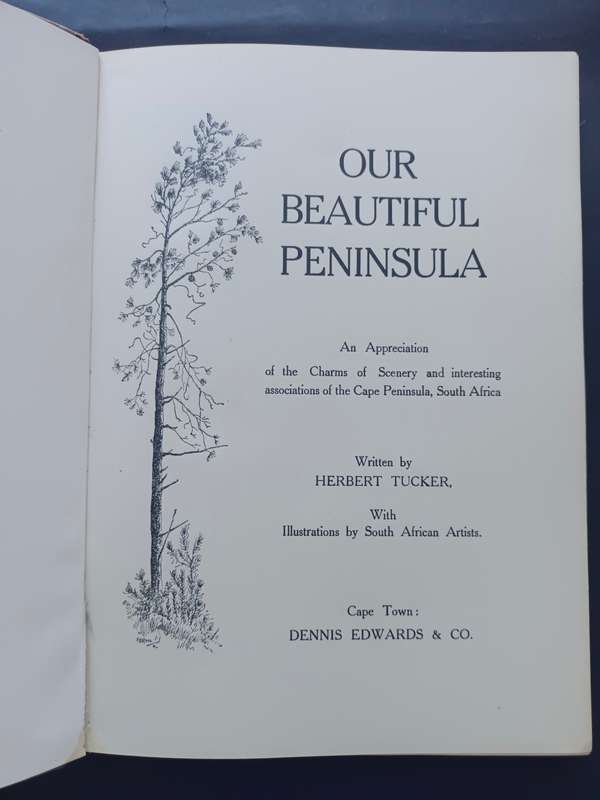 OUR
BEAUTIFUL
PENINSULA
An Appreciation
of the Charms of Scenery and interesting
associations of the Cape Peninsula, South Africa
Written by
HERBERT TUCKER,
With
Illustrations by South African Artists.
Cape Town:
DENNIS EDWARDS & CO.